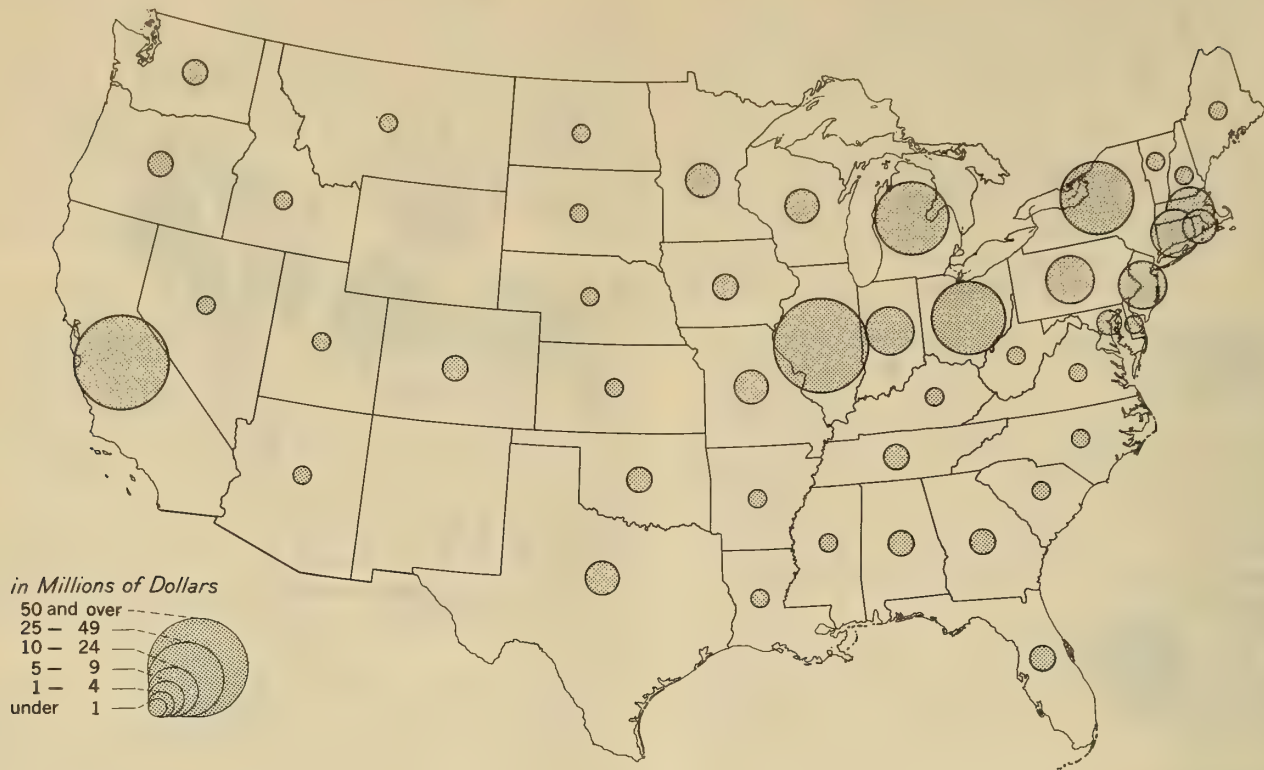 in Millions of Dollars
50 and over
25 — 49
10 — 24
5 — 9
1 — 4
under 1